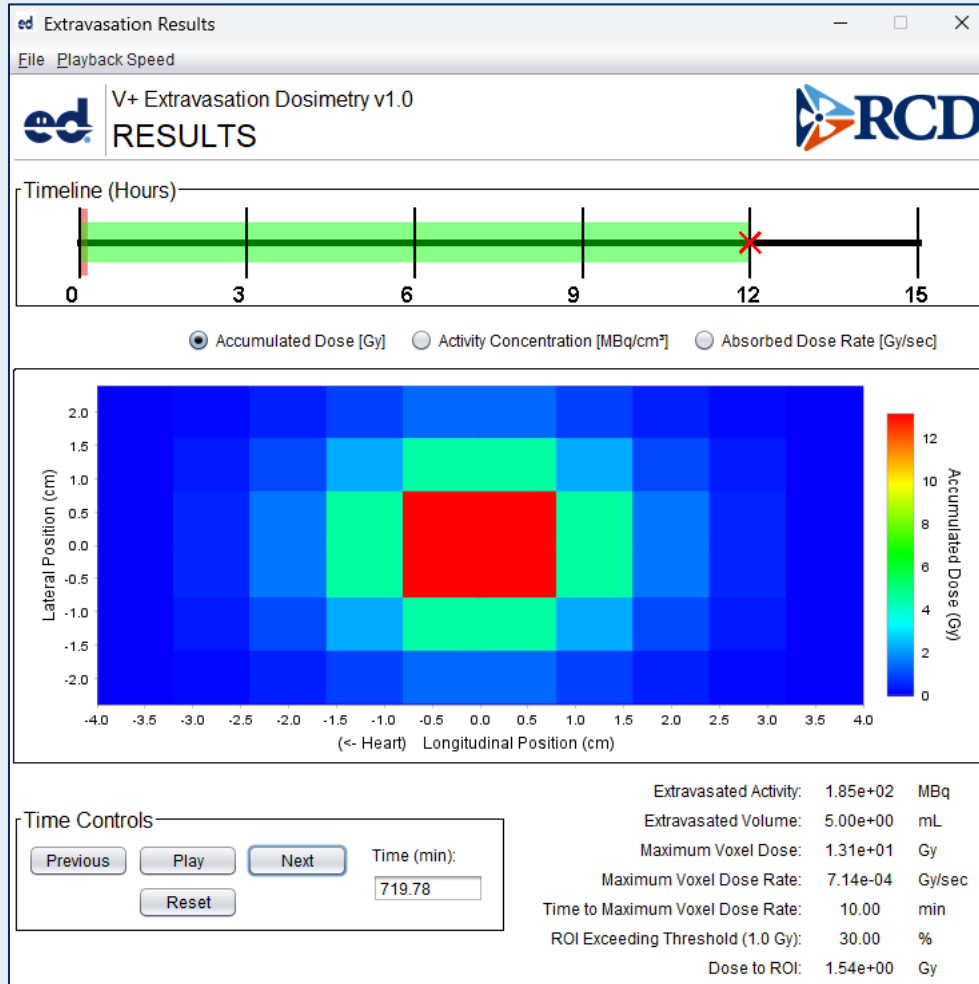 ed Extravasation Results
File Playback Speed
ed. V+ Extravasation Dosimetry v1.0
RESULTS
RCD
Timeline (Hours)
0 3 6 9 12 15
Accumulated Dose [Gy] Activity Concentration [MBq/cm³] Absorbed Dose Rate [Gy/sec]
Lateral Position (cm)
2.0
1.5
1.0
0.5
0.0
-0.5
-1.0
-1.5
-2.0
-4.0 -3.5 -3.0 -2.5 -2.0 -1.5 -1.0 -0.5 0.0 0.5 1.0 1.5 2.0 2.5 3.0 3.5 4.0
(<- Heart) Longitudinal Position (cm)
12
10
8
6
4
2
0
Accumulated Dose (Gy)
Time Controls
Previous Play Next
Reset
Time (min):
719.78
Extravasated Activity: 1.85e+02 MBq
Extravasated Volume: 5.00e+00 mL
Maximum Voxel Dose: 1.31e+01 Gy
Maximum Voxel Dose Rate: 7.14e-04 Gy/sec
Time to Maximum Voxel Dose Rate: 10.00 min
ROI Exceeding Threshold (1.0 Gy): 30.00 %
Dose to ROI: 1.54e+00 Gy